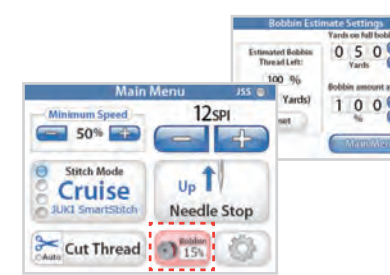 Bobbin Estimate Settings
Yards on full bobbin
Estimated Bobbin
Thread Left:
0 5 0
Yards
100 %
Yards)
Bobbin amount a
1 0 0
%
Main Menu
Main Menu JSS
Minimum Speed
50%
12SPI
Stitch Mode
Cruise
JUKI SmartStitch
Up
Needle Stop
Auto
Cut Thread
Bobbin
15%